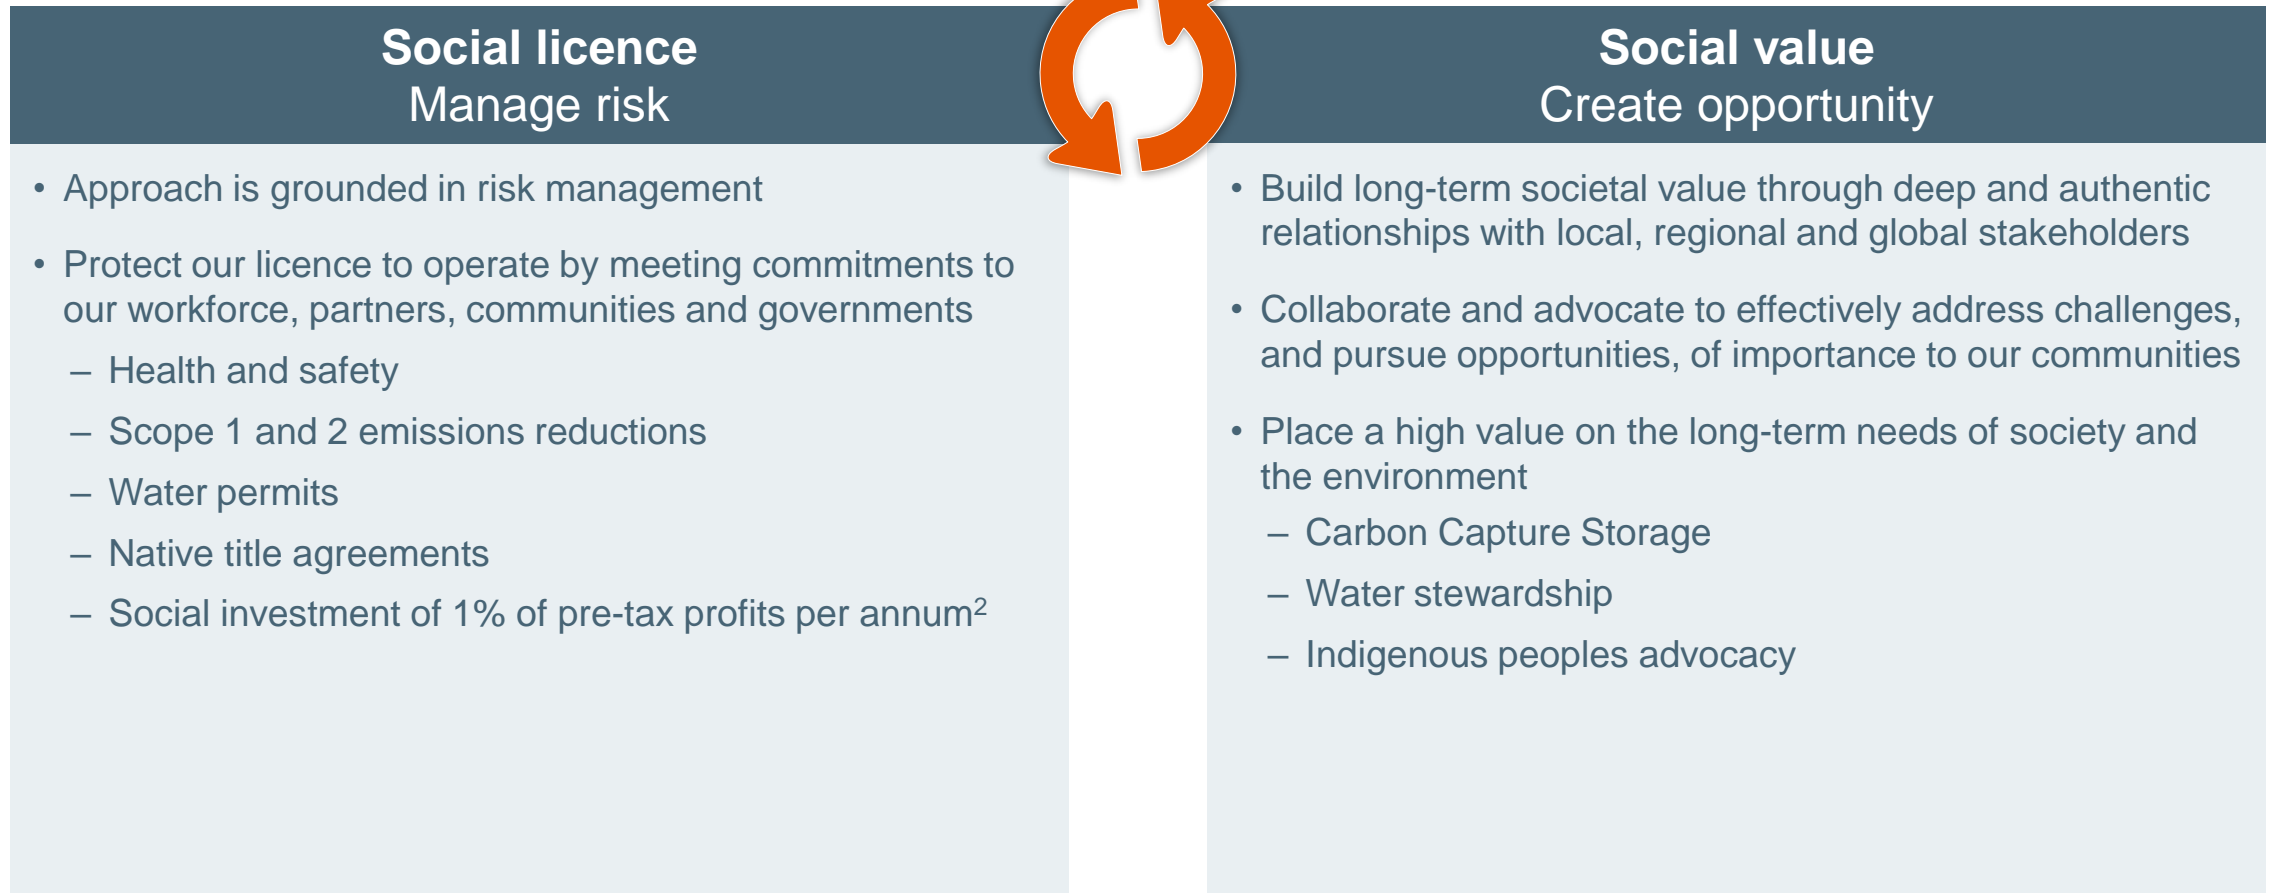 Social licence
Manage risk
• Approach is grounded in risk management
• Protect our licence to operate by meeting commitments to
our workforce, partners, communities and governments
– Health and safety
– Scope 1 and 2 emissions reductions
– Water permits
– Native title agreements
– Social investment of 1% of pre-tax profits per annum²
Social value
Create opportunity
• Build long-term societal value through deep and authentic
relationships with local, regional and global stakeholders
• Collaborate and advocate to effectively address challenges,
and pursue opportunities, of importance to our communities
• Place a high value on the long-term needs of society and
the environment
– Carbon Capture Storage
– Water stewardship
– Indigenous peoples advocacy